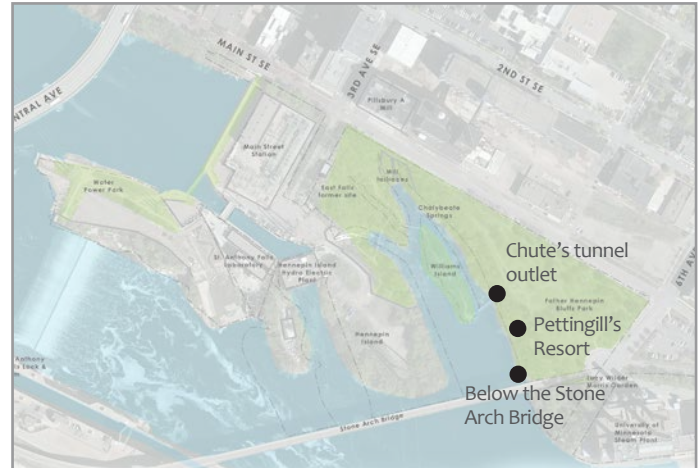 MAIN ST SE
3RD AVE SE
2ND ST SE
NTRAL AVE
Pillsbury A
Mill
Main Street
Station
Water
Power Park
East Falls
former site
Mill
tailraces
Chalybeate
Springs
St. Anthony Falls
Laboratory
Hennepin Island
Hydro Electric
Plant
Williams
Island
6TH AV
Chute’s tunnel
outlet
Father Hennepin
Bluffs Park
Pettingill’s
Resort
Hennepin
Island
Anthony
Lock &
Below the Stone
Arch Bridge
Stone Arch Bridge
University of
Minnesota
Steam Plant